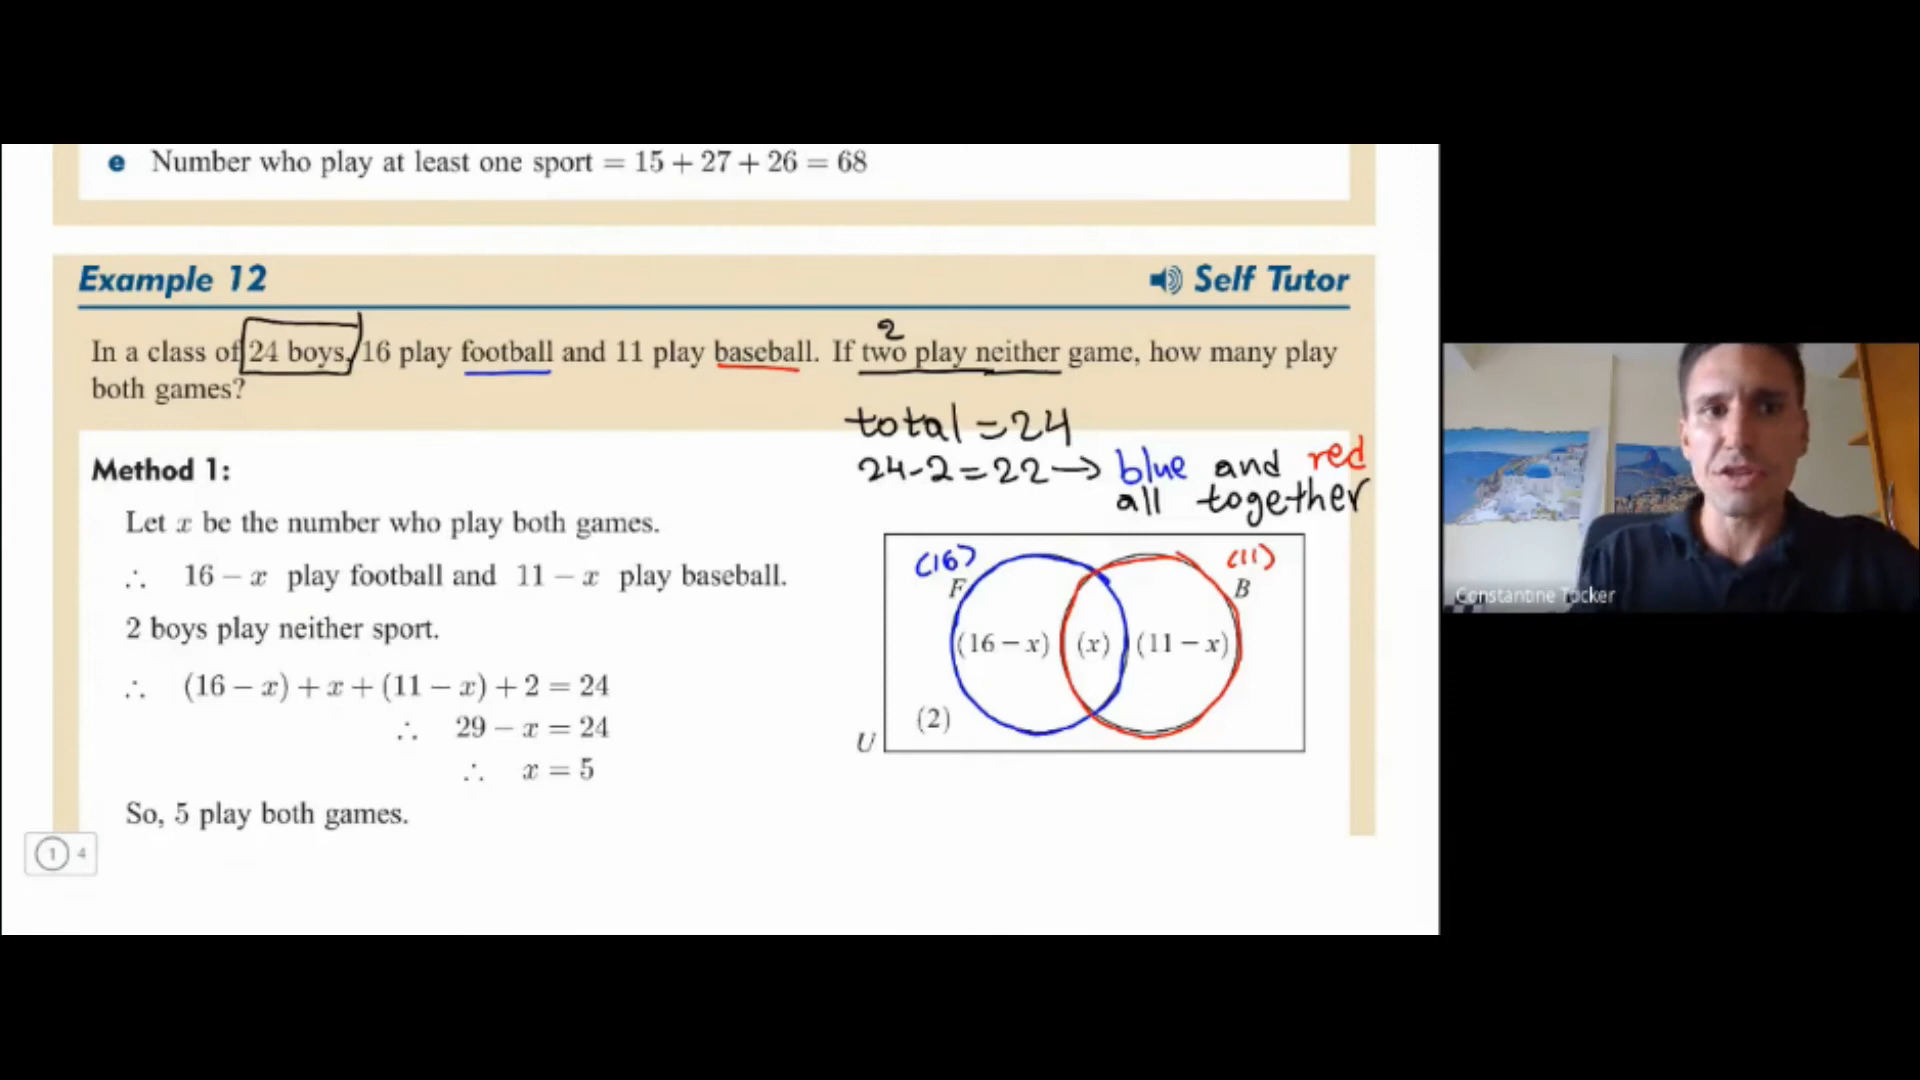 e Number who play at least one sport = 15 + 27 + 26 = 68
Example 12
Self Tutor
2
In a class of 24 boys, 16 play football and 11 play baseball. If two play neither game, how many play
both games?
total = 24
24-2=22→ blue and red
all together
Method 1:
Let x be the number who play both games.
∴ 16 − x play football and 11 − x play baseball.
2 boys play neither sport.
∴ (16 − x) + x + (11 − x) + 2 = 24
∴ 29 − x = 24
∴ x = 5
So, 5 play both games.
(16)
(11)
F
B
(16 − x) (x) (11 − x)
(2)
U
1 4
Constantine Tucker